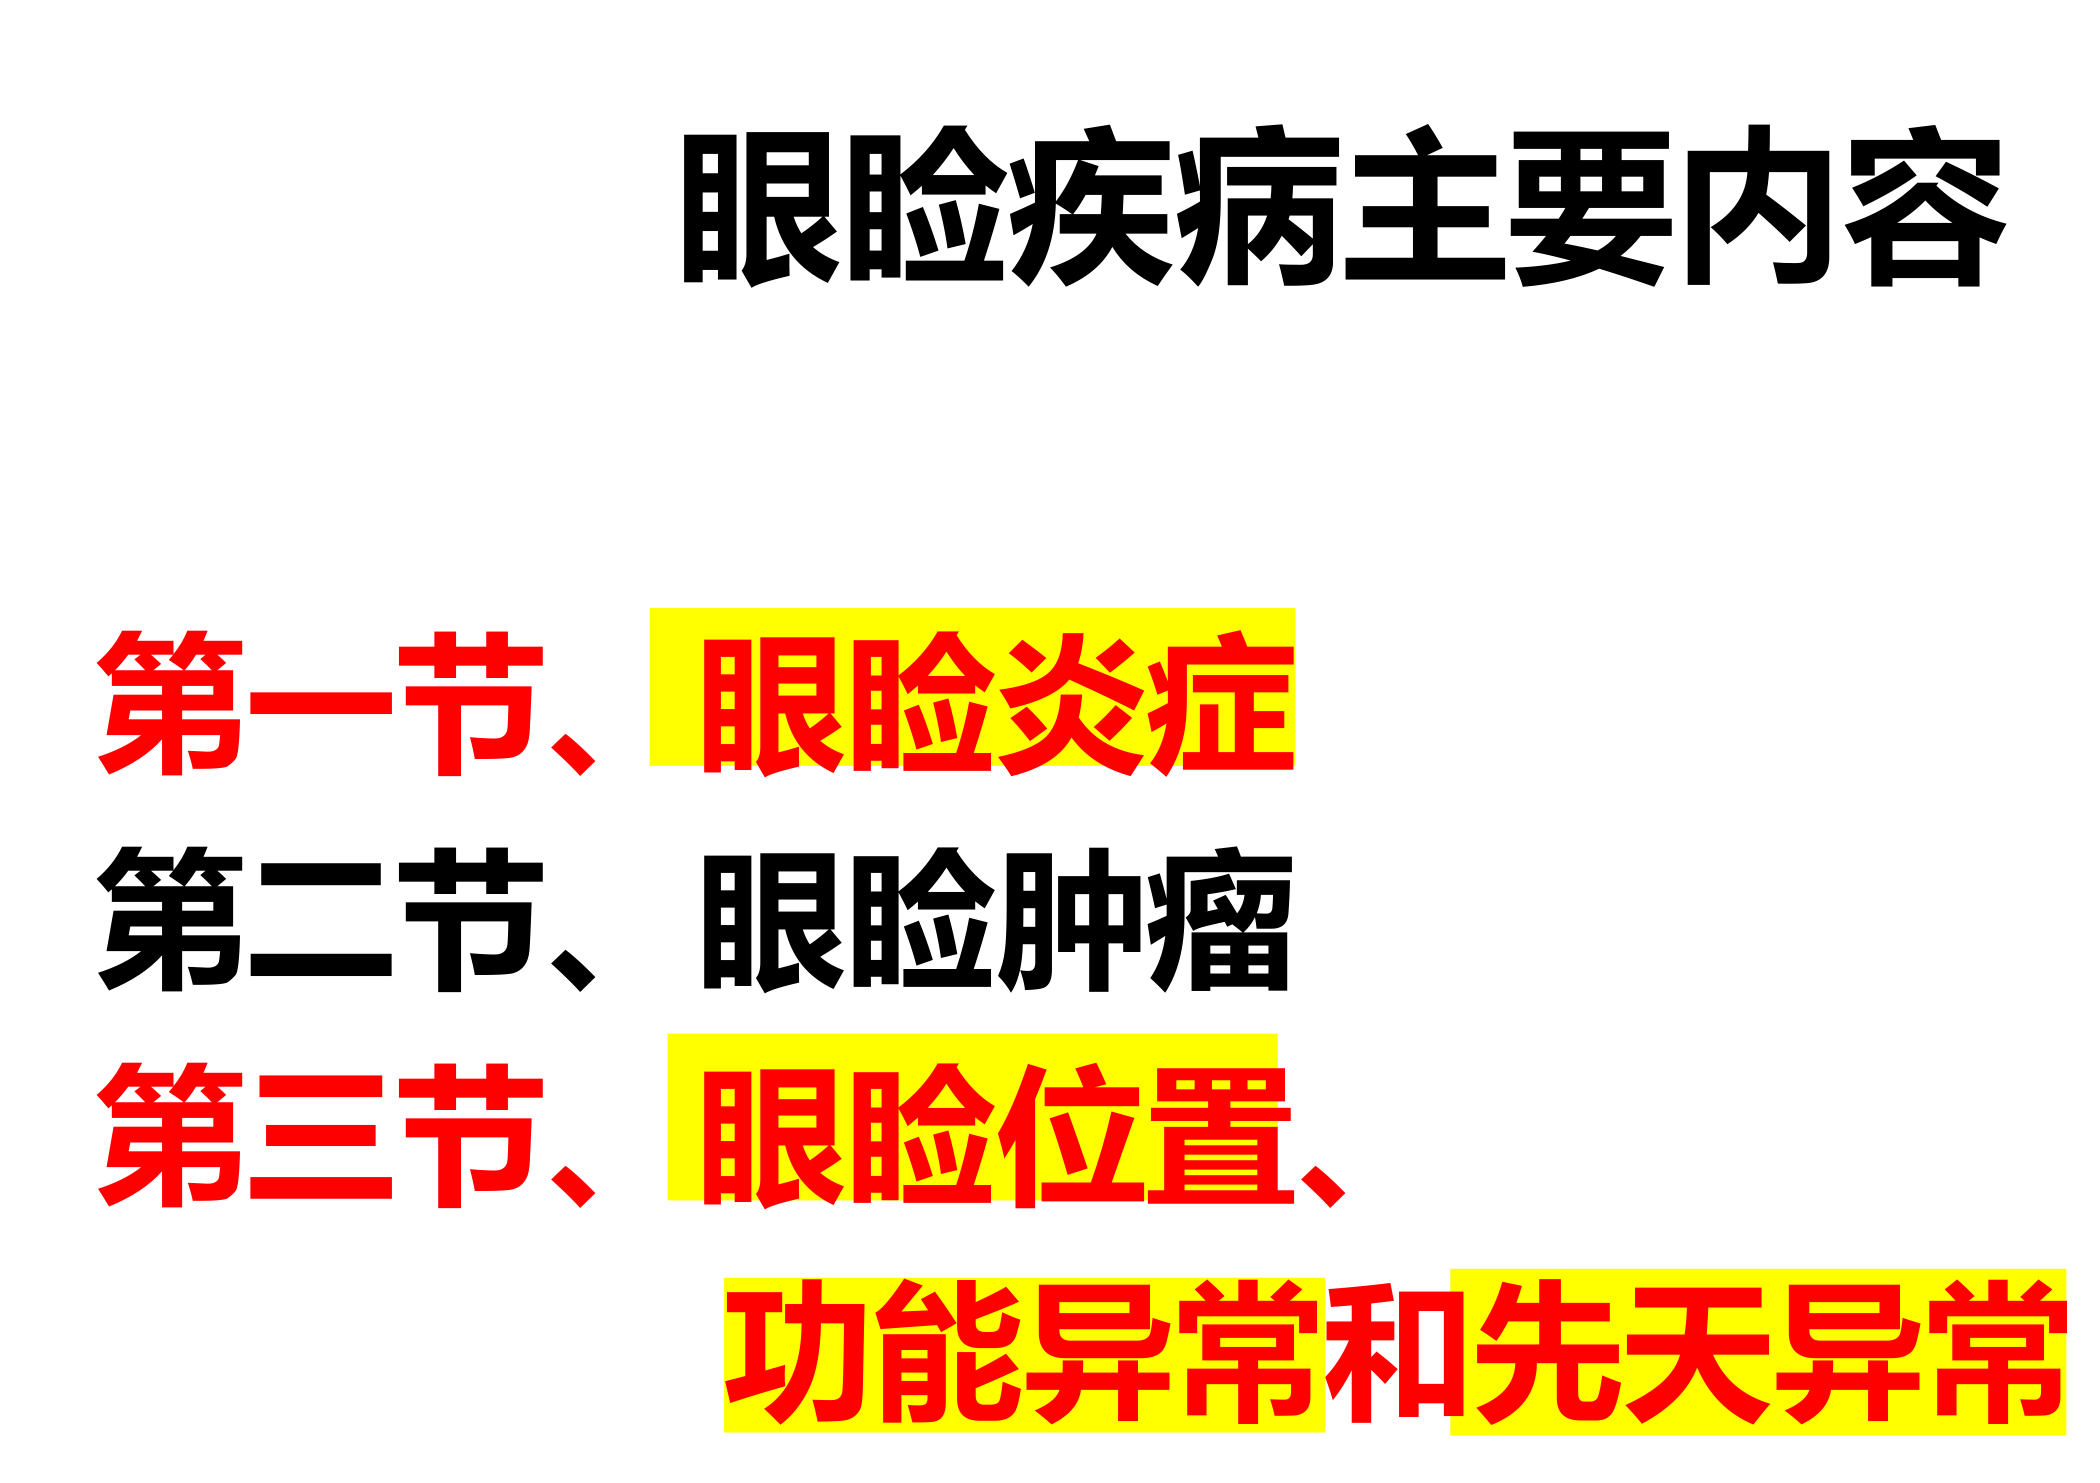 眼睑疾病主要内容
第一节、 眼睑炎症
第二节、 眼睑肿瘤
第三节、 眼睑位置、
功能异常和先天异常